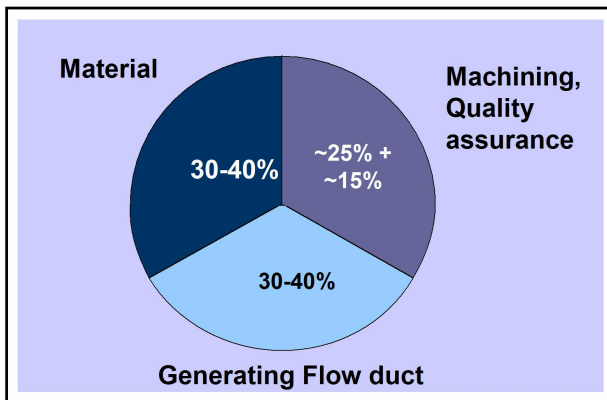 Material
Machining,
Quality
assurance
~25% +
~15%
30-40%
30-40%
Generating Flow duct